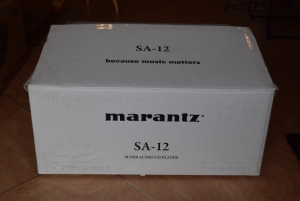 SA-12
because music matters
marantz
SA-12
SUPER AUDIO CD PLAYER